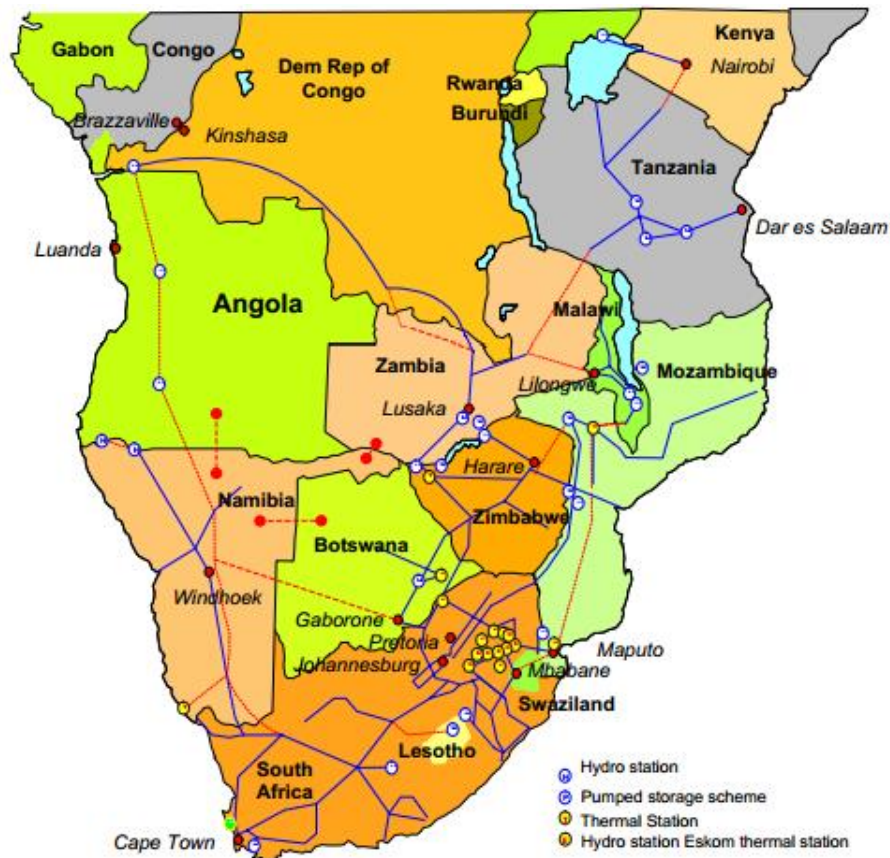 Gabon
Congo
Dem Rep of
Congo
Kenya
Nairobi
Rwanda
Burundi
Brazzaville
Kinshasa
Tanzania
Dar es Salaam
Luanda
Angola
Malawi
Zambia
Lilongwe
Mozambique
Lusaka
Harare
Namibia
Zimbabwe
Botswana
Windhoek
Gaborone
Pretoria
Johannesburg
Maputo
Mbabane
Swaziland
Lesotho
South
Africa
Cape Town
Hydro station
Pumped storage scheme
Thermal Station
Hydro station Eskom thermal station